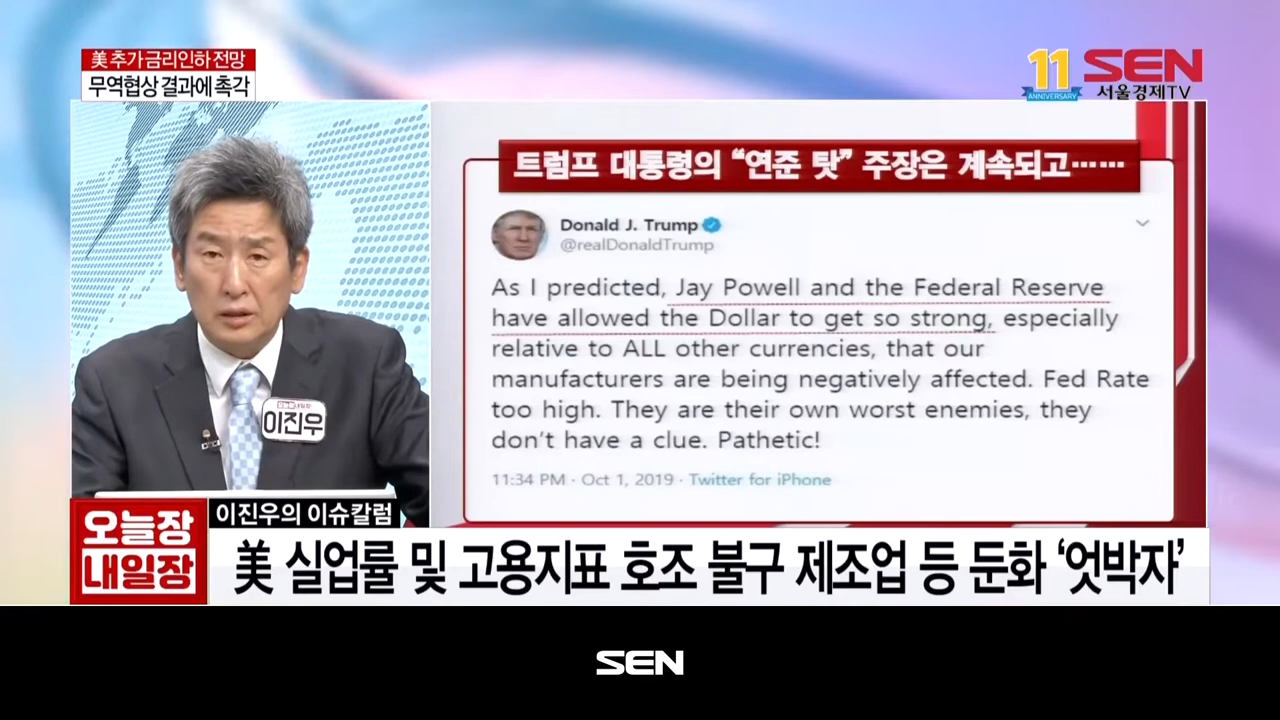 美 추가 금리인하 전망
무역협상 결과에 촉각
11
ANNIVERSARY
SEN
서울경제TV
트럼프 대통령의 “연준 탓” 주장은 계속되고……
Donald J. Trump
@realDonaldTrump
As I predicted, Jay Powell and the Federal Reserve
have allowed the Dollar to get so strong, especially
relative to ALL other currencies, that our
manufacturers are being negatively affected. Fed Rate
too high. They are their own worst enemies, they
don’t have a clue. Pathetic!
11:34 PM · Oct 1, 2019 · Twitter for iPhone
오늘장내일장
이진우
오늘장
내일장
이진우의 이슈칼럼
美 실업률 및 고용지표 호조 불구 제조업 등 둔화 ‘엇박자’
SEN